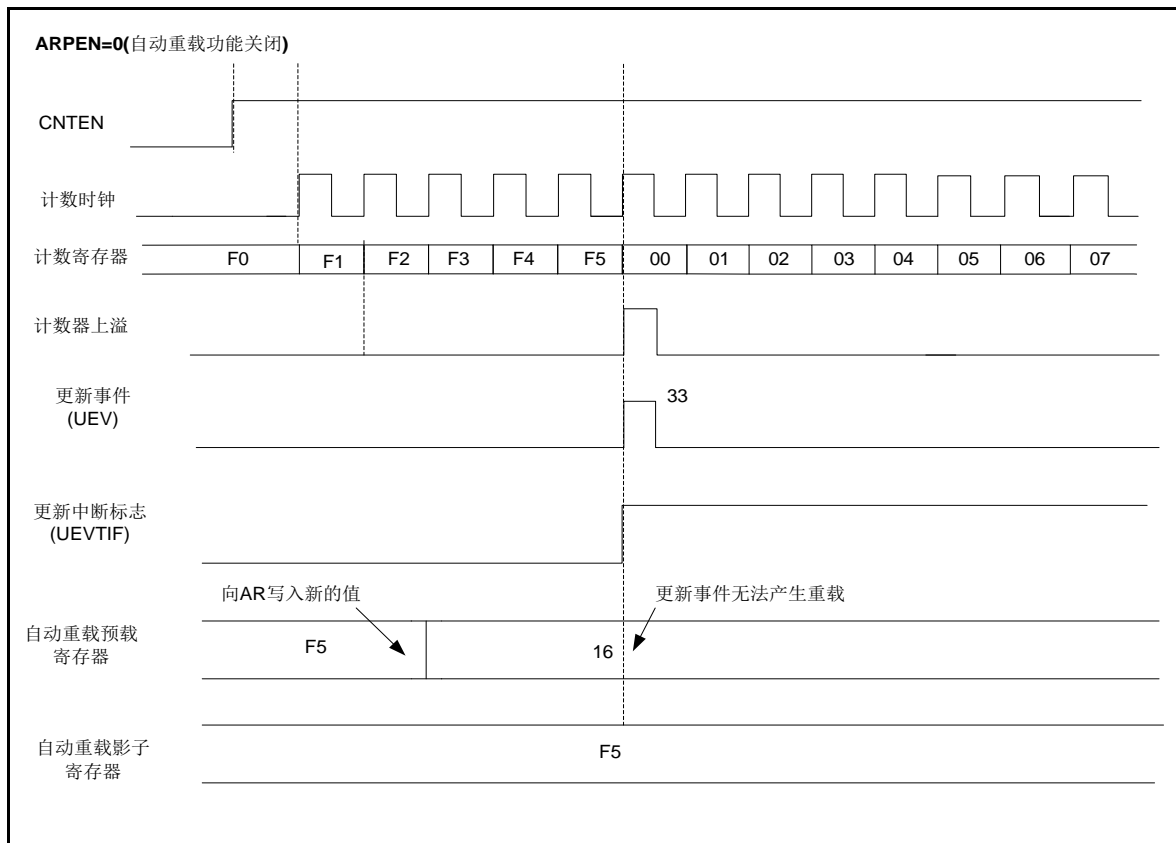 ARPEN=0(自动重载功能关闭)
CNTEN
计数时钟
计数寄存器
F0 F1 F2 F3 F4 F5 00 01 02 03 04 05 06 07
计数器上溢
更新事件
(UEV)
33
更新中断标志
(UEVTIF)
向AR写入新的值
更新事件无法产生重载
自动重载预载
寄存器
F5
16
自动重载影子
寄存器
F5